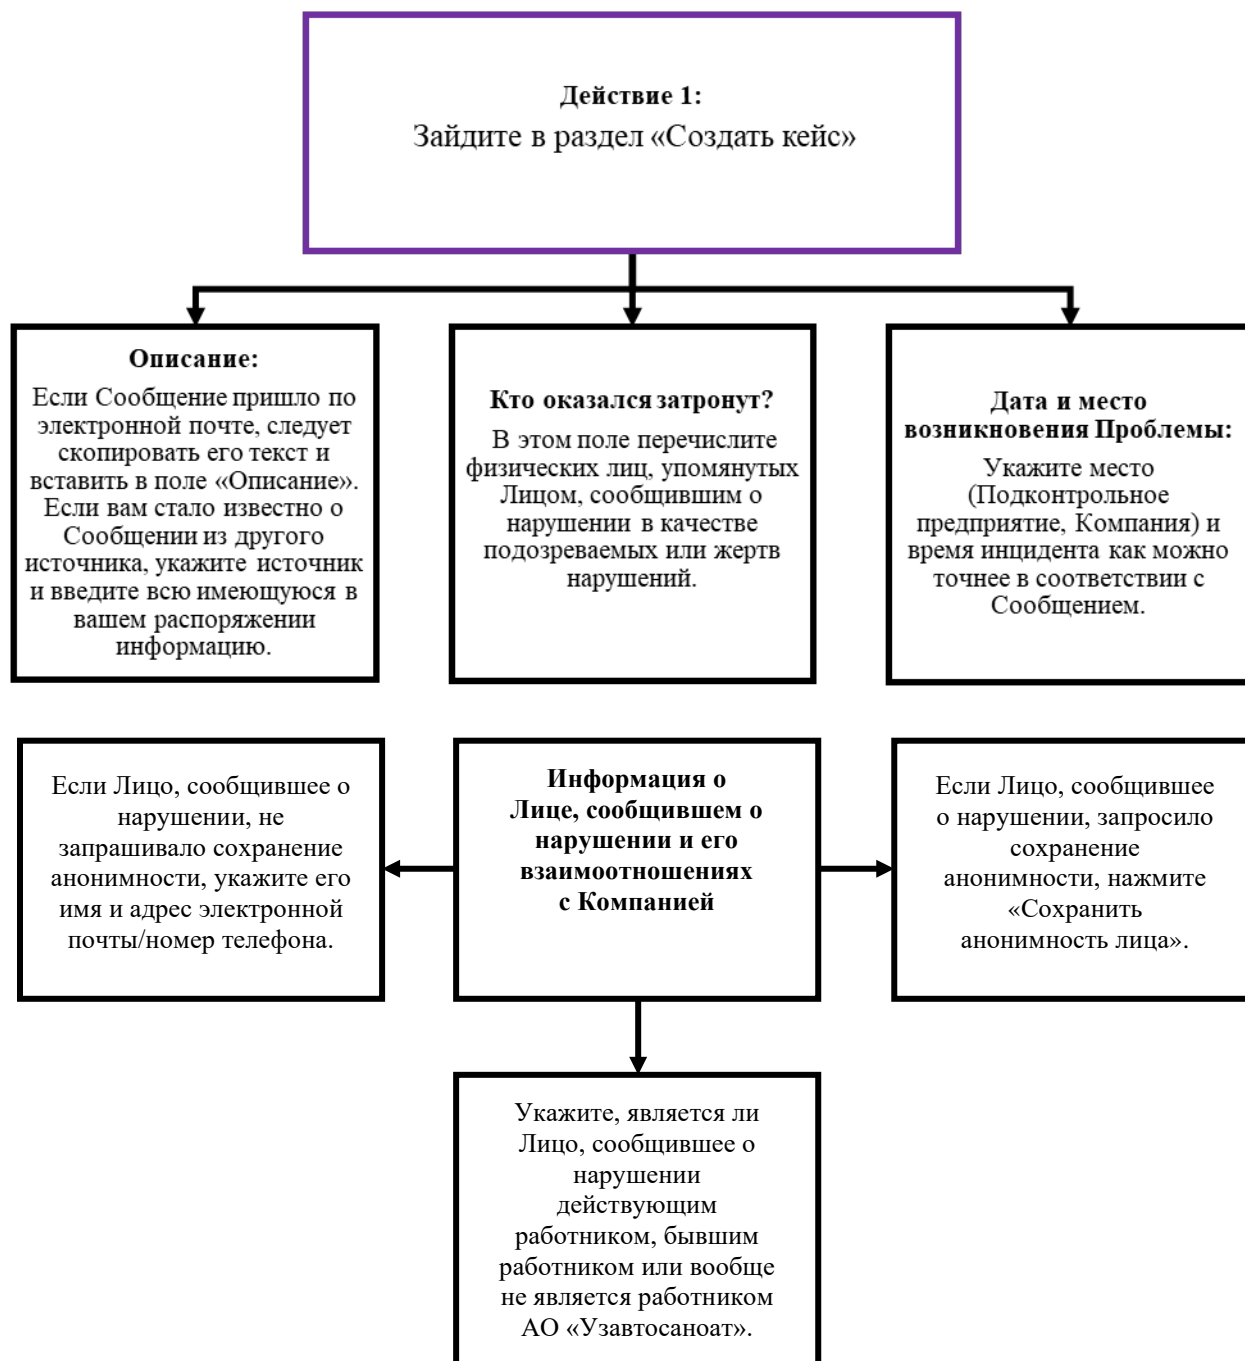 Действие 1:
Зайдите в раздел «Создать кейс»
Описание:
Если Сообщение пришло по
электронной почте, следует
скопировать его текст и
вставить в поле «Описание».
Если вам стало известно о
Сообщении из другого
источника, укажите источник
и введите всю имеющуюся в
вашем распоряжении
информацию.
Кто оказался затронут?
В этом поле перечислите
физических лиц, упомянутых
Лицом, сообщившим о
нарушении в качестве
подозреваемых или жертв
нарушений.
Дата и место
возникновения Проблемы:
Укажите место
(Подконтрольное
предприятие, Компания) и
время инцидента как можно
точнее в соответствии с
Сообщением.
Если Лицо, сообщившее о
нарушении, не
запрашивало сохранение
анонимности, укажите его
имя и адрес электронной
почты/номер телефона.
Информация о
Лице, сообщившем о
нарушении и его
взаимоотношениях
с Компанией
Если Лицо, сообщившее
о нарушении, запросило
сохранение
анонимности, нажмите
«Сохранить
анонимность лица».
Укажите, является ли
Лицо, сообщившее о
нарушении
действующим
работником, бывшим
работником или вообще
не является работником
АО «Узавтосаноат».